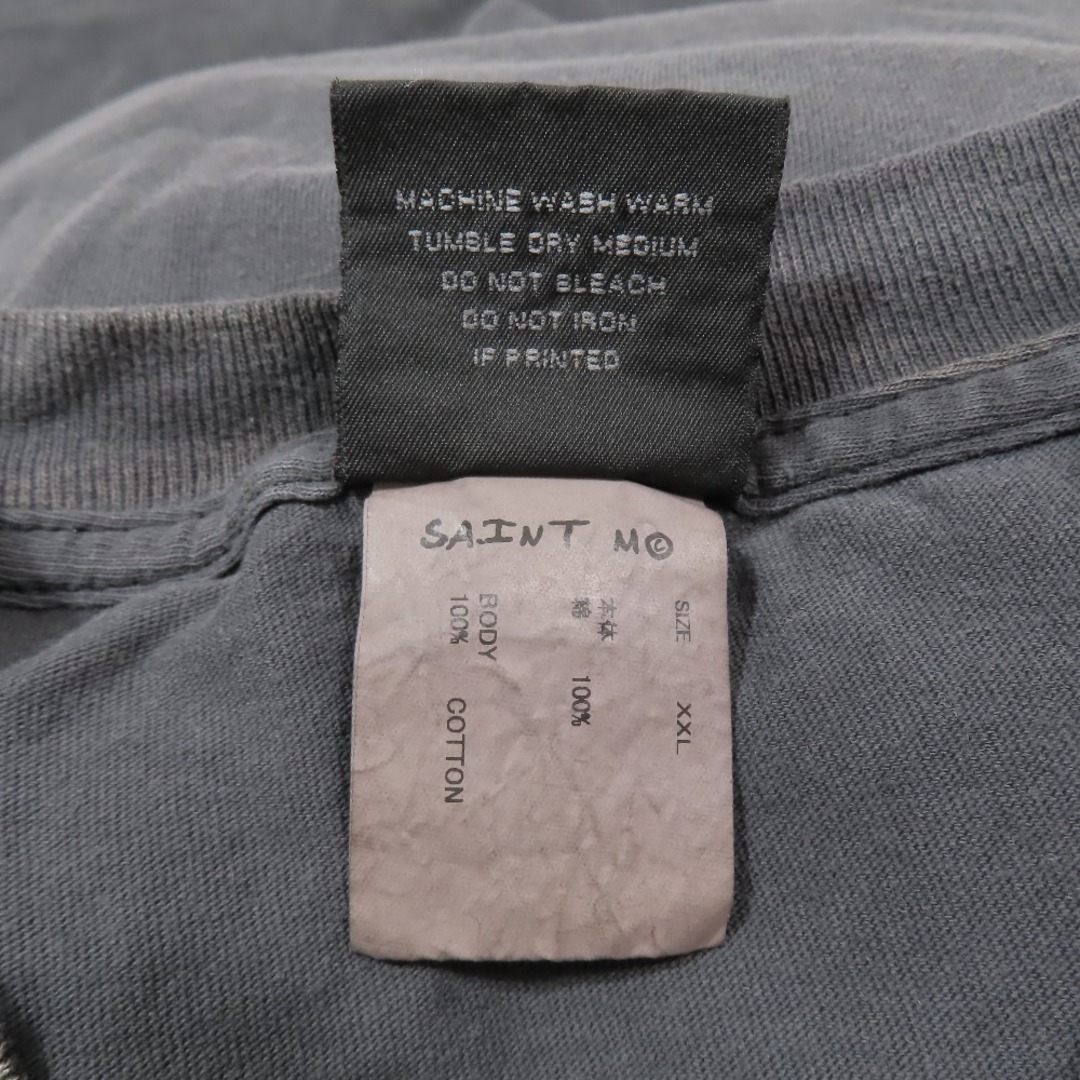 MACHINE WASH WARM
TUMBLE DRY MEDIUM
DO NOT BLEACH
DO NOT IRON
IF PRINTED
SAINT M©
SIZE XXL
本体
綿 100%
BODY
100% COTTON